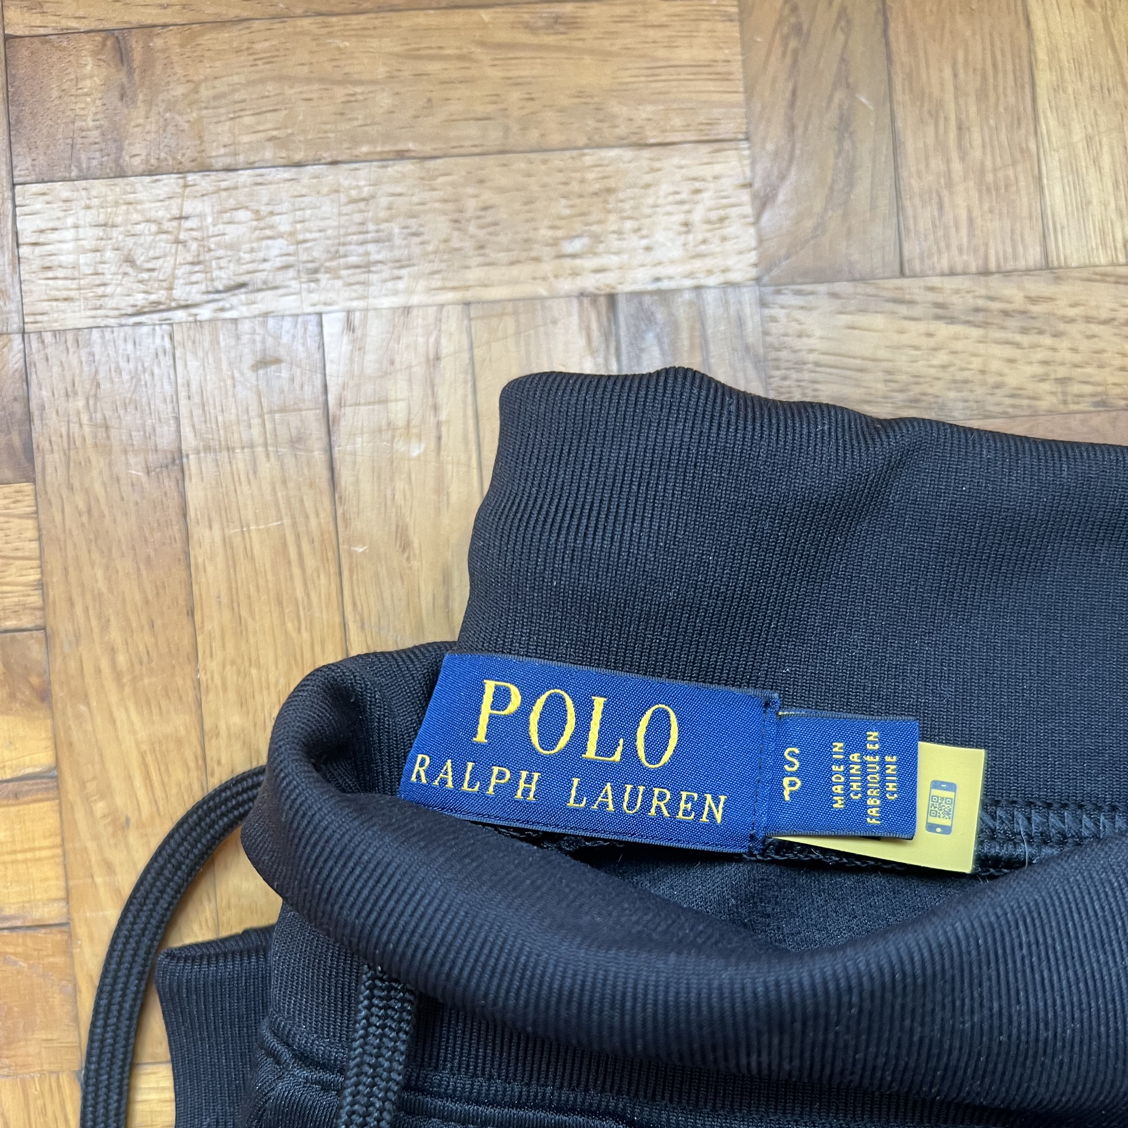 POLO
RALPH LAUREN
S
P
MADE IN
CHINA
FABRIQUÉ EN
CHINE